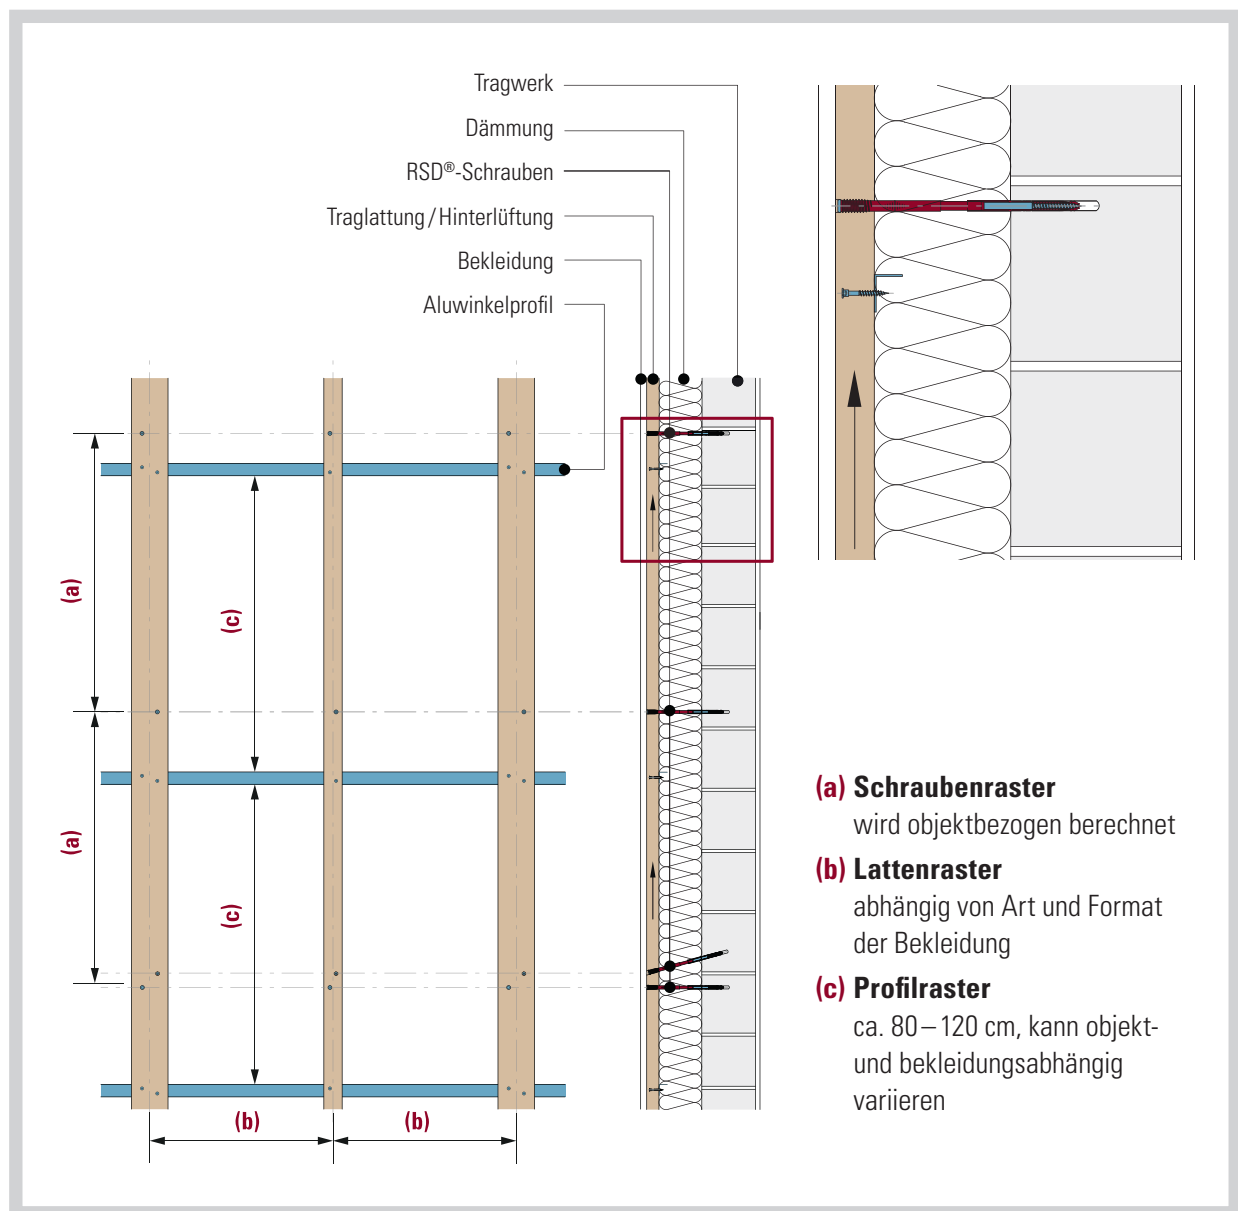 Tragwerk
Dämmung
RSD®-Schrauben
Traglattung / Hinterlüftung
Bekleidung
Aluwinkelprofil
(a)
(c)
(a)
(c)
(b)
(b)
(a) Schraubenraster
wird objektbezogen berechnet
(b) Lattenraster
abhängig von Art und Format
der Bekleidung
(c) Profilraster
ca. 80–120 cm, kann objekt-
und bekleidungsabhängig
variieren